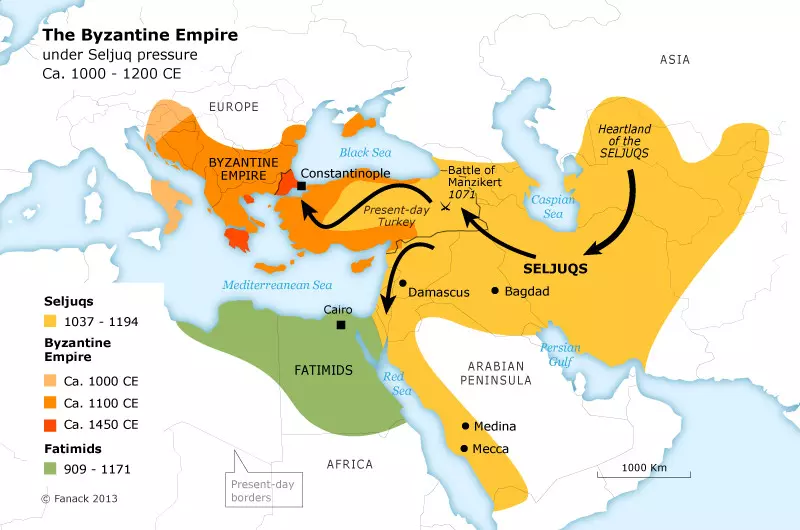 The Byzantine Empire
under Seljuq pressure
Ca. 1000 - 1200 CE
ASIA
EUROPE
Heartland
of the
SELJUQS
Black Sea
BYZANTINE
EMPIRE
Constantinople
Battle of
Manzikert
1071
Caspian
Sea
Present-day
Turkey
SELJUQS
Mediterranean Sea
Damascus
Bagdad
Cairo
Persian
Gulf
FATIMIDS
Red
Sea
ARABIAN
PENINSULA
Medina
Mecca
AFRICA
Seljuqs
1037 - 1194
Byzantine
Empire
Ca. 1000 CE
Ca. 1100 CE
Ca. 1450 CE
Fatimids
909 - 1171
Present-day
borders
1000 Km
© Fanack 2013